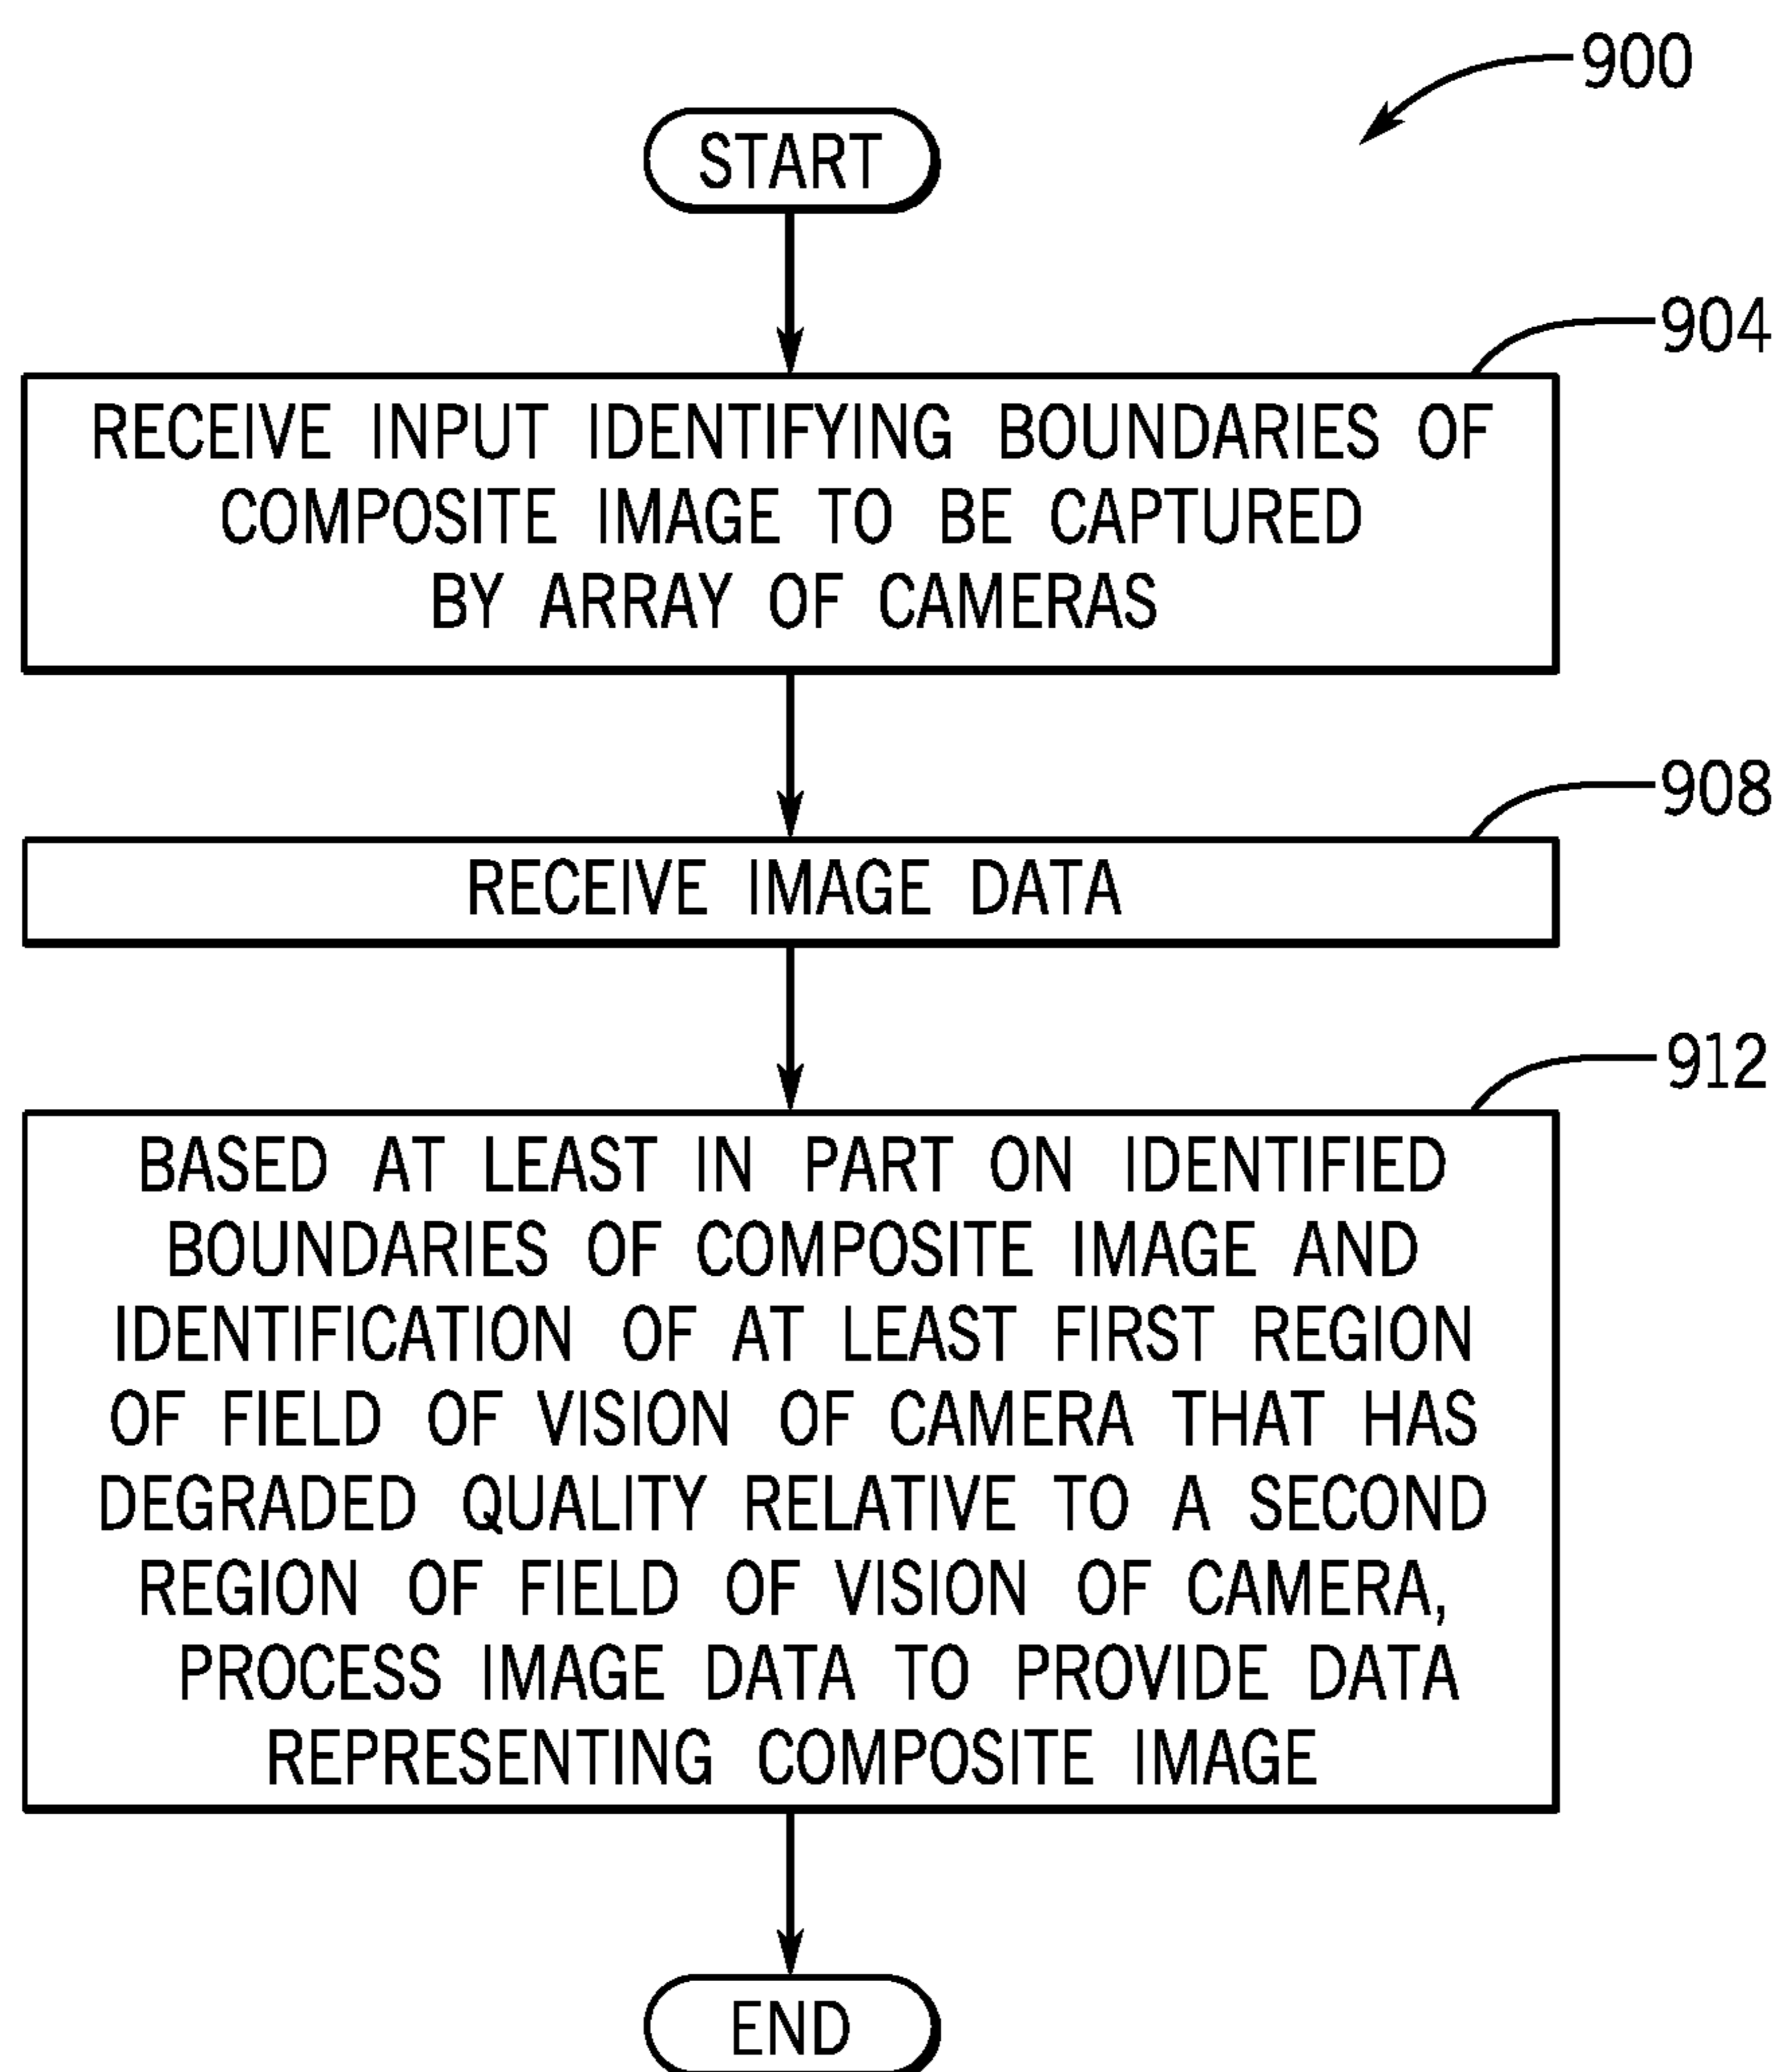 900
START
904
RECEIVE INPUT IDENTIFYING BOUNDARIES OF
COMPOSITE IMAGE TO BE CAPTURED
BY ARRAY OF CAMERAS
908
RECEIVE IMAGE DATA
912
BASED AT LEAST IN PART ON IDENTIFIED
BOUNDARIES OF COMPOSITE IMAGE AND
IDENTIFICATION OF AT LEAST FIRST REGION
OF FIELD OF VISION OF CAMERA THAT HAS
DEGRADED QUALITY RELATIVE TO A SECOND
REGION OF FIELD OF VISION OF CAMERA,
PROCESS IMAGE DATA TO PROVIDE DATA
REPRESENTING COMPOSITE IMAGE
END